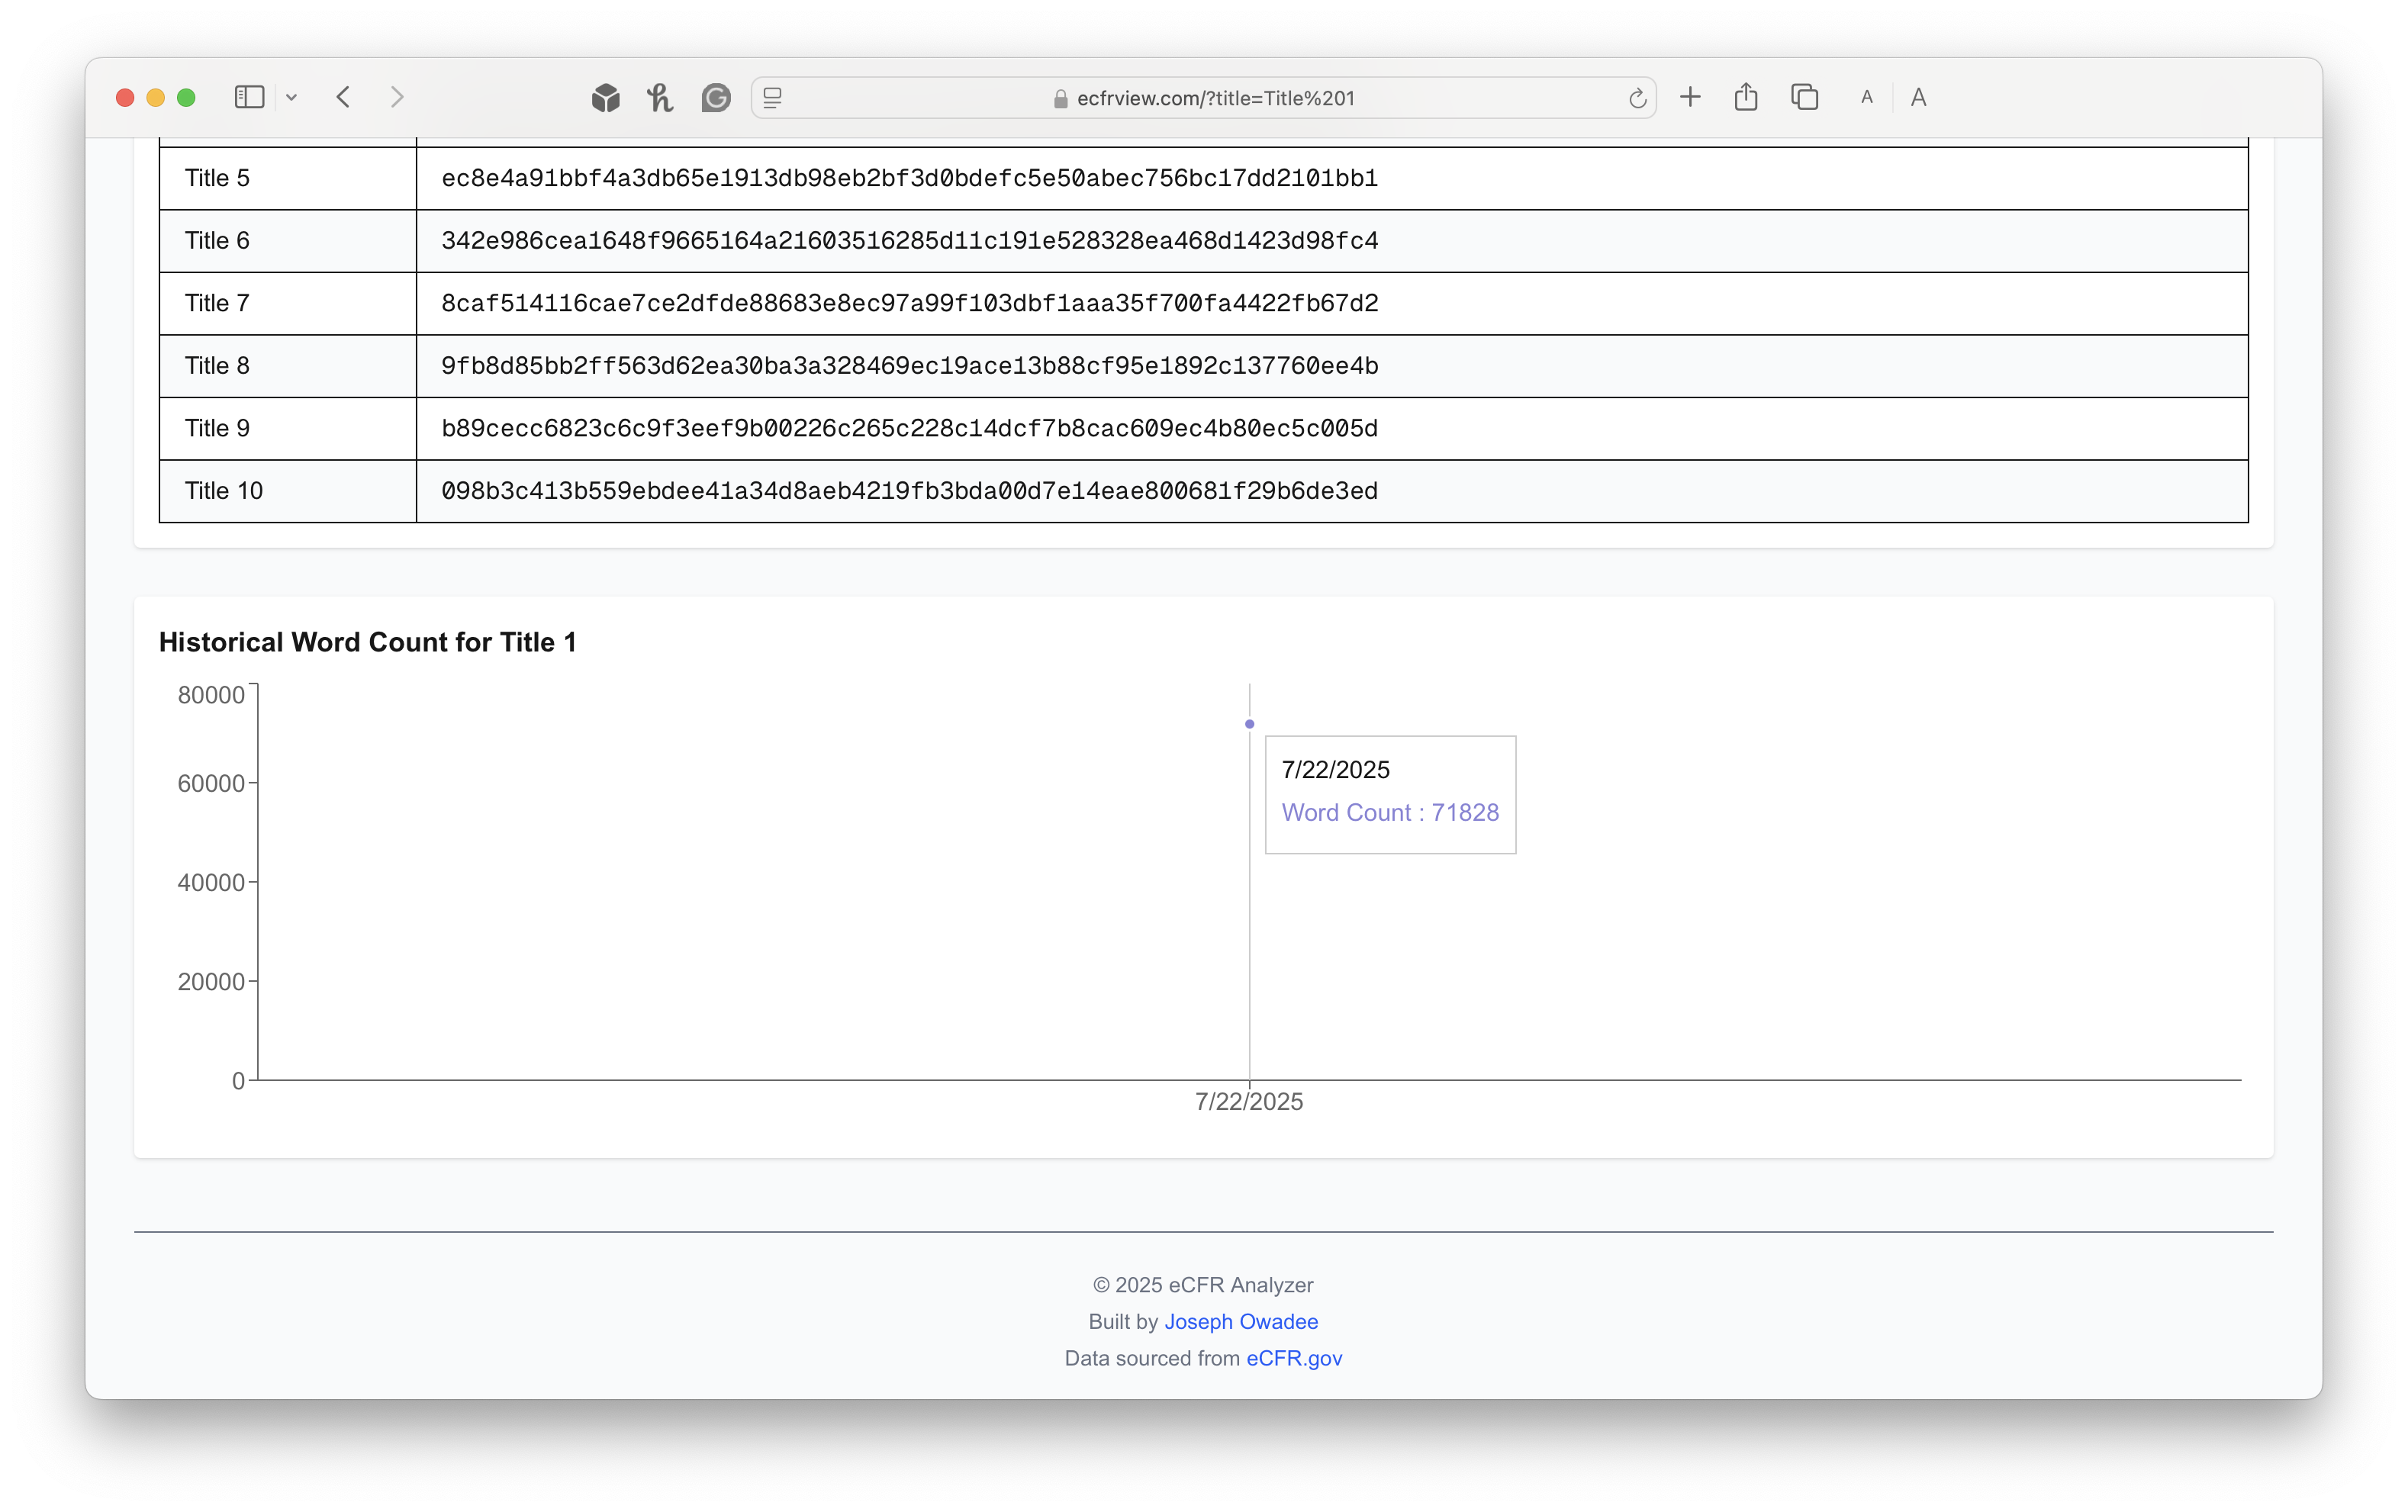 ecfrview.com/?title=Title%201
A A
Title 5 ec8e4a91bbf4a3db65e1913db98eb2bf3d0bdefc5e50abec756bc17dd2101bb1
Title 6 342e986cea1648f9665164a21603516285d11c191e528328ea468d1423d98fc4
Title 7 8caf514116cae7ce2dfde88683e8ec97a99f103dbf1aaa35f700fa4422fb67d2
Title 8 9fb8d85bb2ff563d62ea30ba3a328469ec19ace13b88cf95e1892c137760ee4b
Title 9 b89cecc6823c6c9f3eef9b00226c265c228c14dcf7b8cac609ec4b80ec5c005d
Title 10 098b3c413b559ebdee41a34d8aeb4219fb3bda00d7e14eae800681f29b6de3ed
Historical Word Count for Title 1
80000
60000
40000
20000
0
7/22/2025
Word Count : 71828
7/22/2025
© 2025 eCFR Analyzer
Built by Joseph Owadee
Data sourced from eCFR.gov